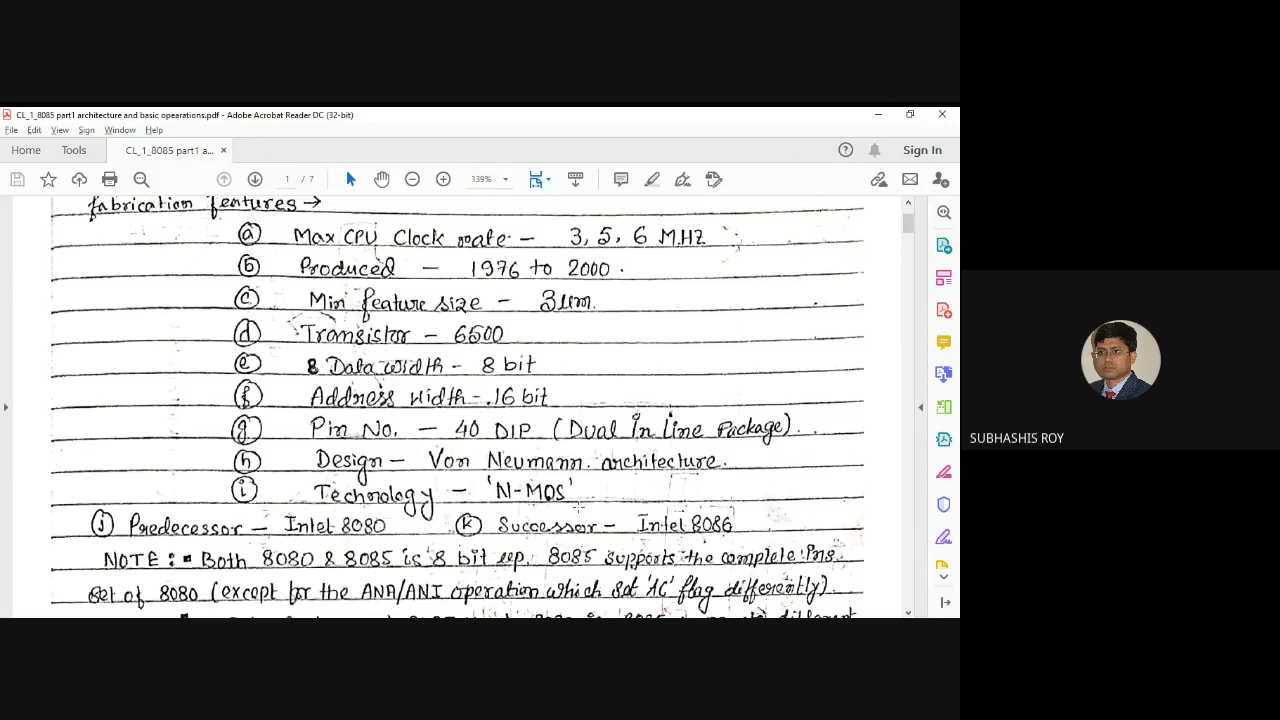 CL_1_8085 part1 architecture and basic opearations.pdf - Adobe Acrobat Reader DC (32-bit)
File Edit View Sign Window Help
Home Tools CL_1_8085 part1 a... × Sign In
1 / 7 139%
fabrication features →
(a) Max CPU Clock rate - 3, 5, 6 MHZ
(b) Produced - 1976 to 2000.
(c) Min feature size - 3 µm.
(d) Transistor - 6500
(e) 8 Data width - 8 bit
(f) Address width - 16 bit
(g) Pin No. - 40 DIP (Dual In Line Package).
(h) Design - Von Neumann architecture.
(i) Technology - 'N-MOS'
(j) Predecessor - Intel 8080 (k) Successor - Intel 8086
NOTE :- Both 8080 & 8085 is 8 bit µp. 8085 supports the complete Ins.
set of 8080 (except for the ANA/ANI operation which set 'AC' flag differently).
SUBHASHIS ROY